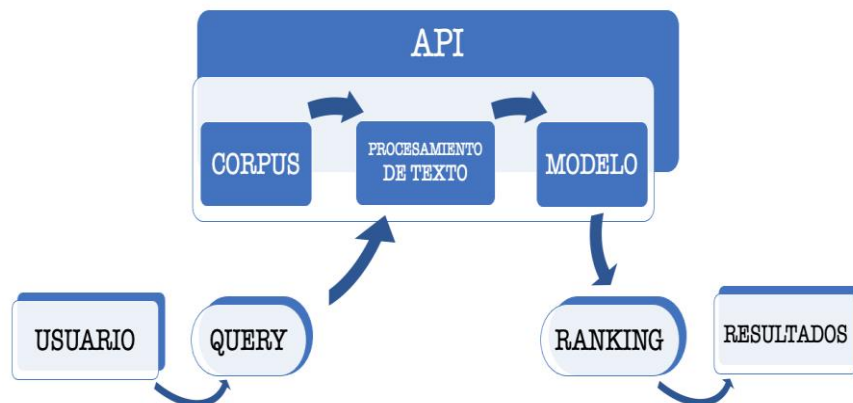 API
CORPUS
PROCESAMIENTO
DE TEXTO
MODELO
USUARIO
QUERY
RANKING
RESULTADOS